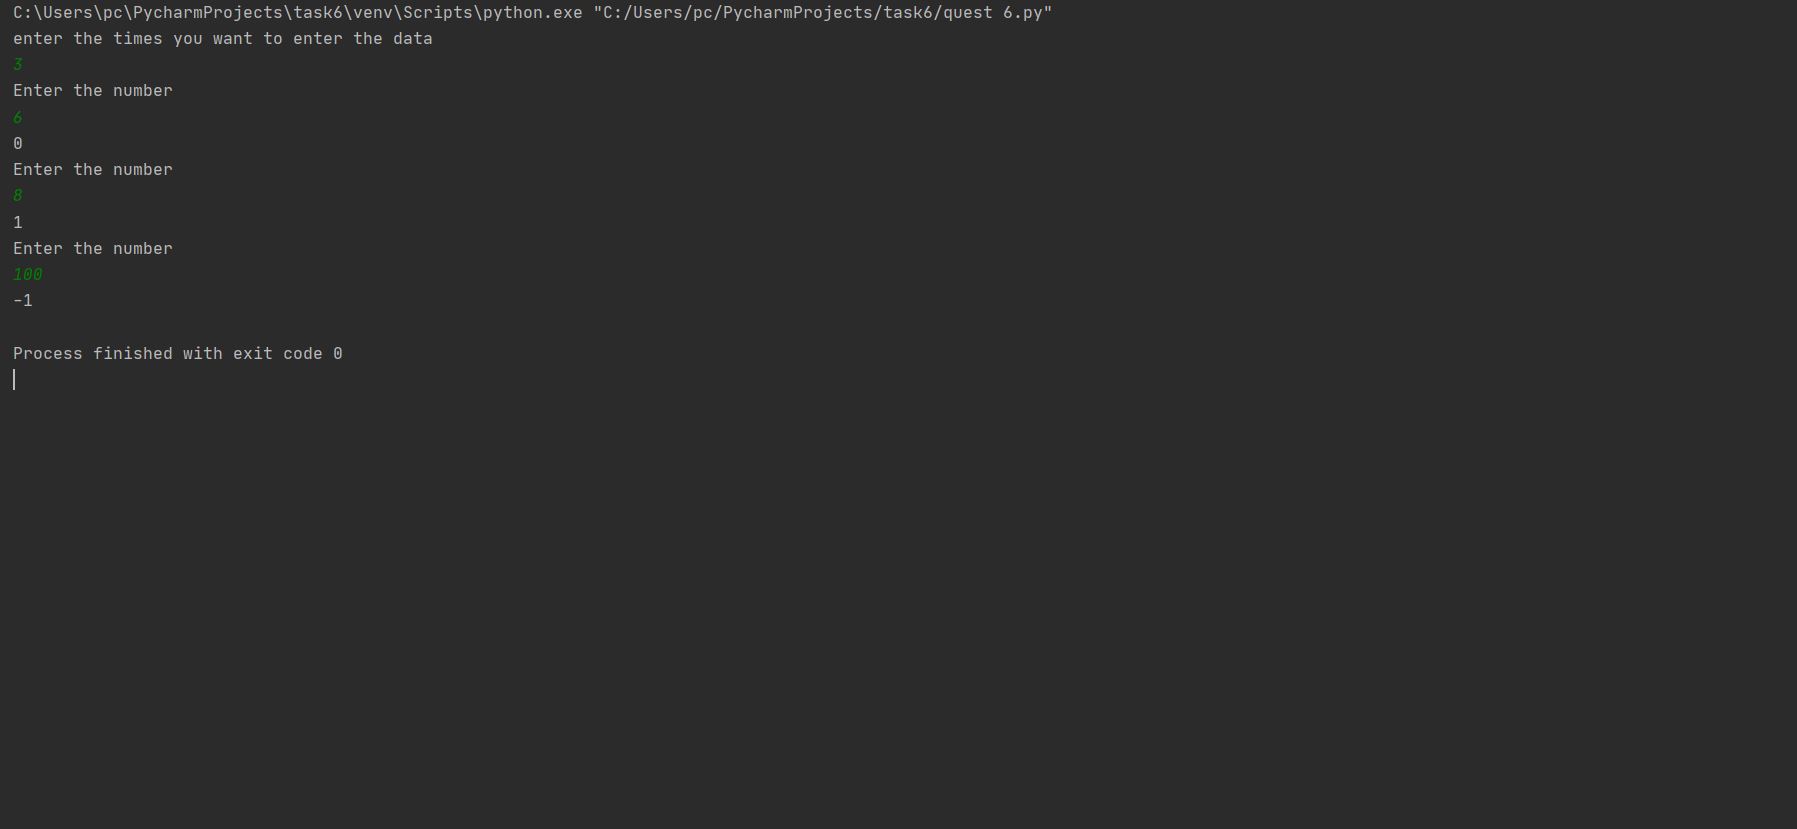 C:\Users\pc\PycharmProjects\task6\venv\Scripts\python.exe "C:/Users/pc/PycharmProjects/task6/quest 6.py"
enter the times you want to enter the data
3
Enter the number
6
0
Enter the number
8
1
Enter the number
100
-1
Process finished with exit code 0